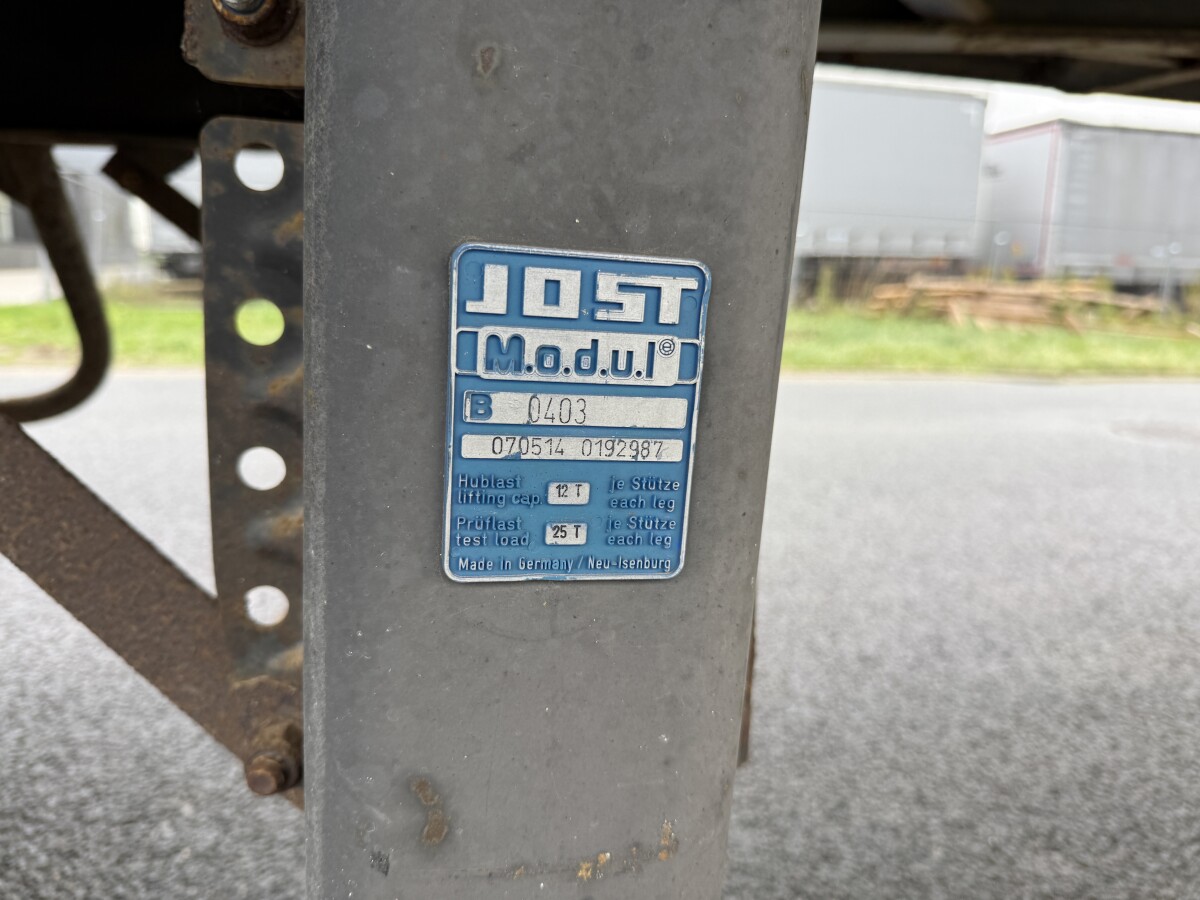 JOST
M.o.d.u.l®
B 0403
070514 0192987
Hublast je Stütze
lifting cap. 12 T each leg
Prüflast je Stütze
test load 25 T each leg
Made in Germany/Neu-Isenburg